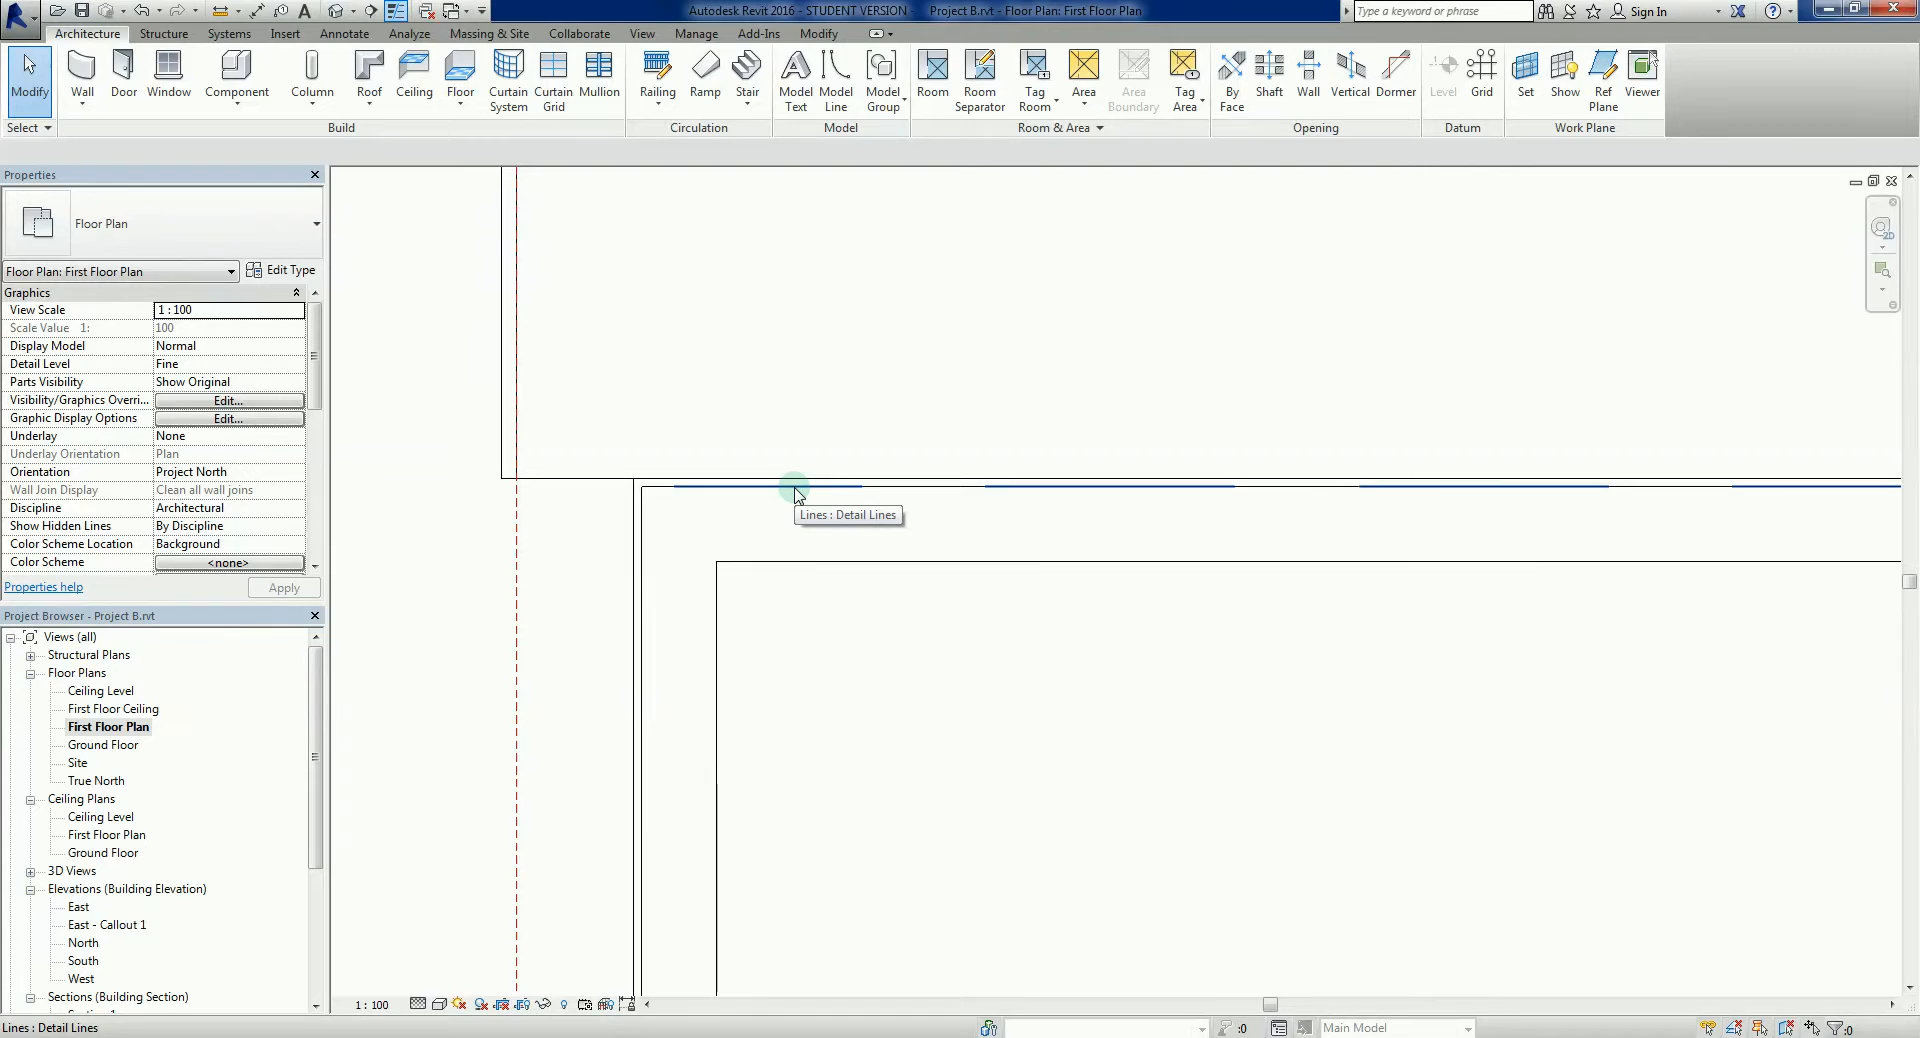 Autodesk Revit 2016 - STUDENT VERSION - Project B.rvt - Floor Plan: First Floor Plan
Type a keyword or phrase
Sign In
Architecture Structure Systems Insert Annotate Analyze Massing & Site Collaborate View Manage Add-Ins Modify
Modify Wall Door Window Component Column Roof Ceiling Floor Curtain System Curtain Grid Mullion Railing Ramp Stair Model Text Model Line Model Group Room Room Separator Tag Room Area Area Boundary Tag Area By Face Shaft Wall Vertical Dormer Level Grid Set Show Ref Plane Viewer
Select Build Circulation Model Room & Area Opening Datum Work Plane
Properties
Floor Plan
Floor Plan: First Floor Plan Edit Type
Graphics
View Scale 1 : 100
Scale Value 1: 100
Display Model Normal
Detail Level Fine
Parts Visibility Show Original
Visibility/Graphics Overri... Edit...
Graphic Display Options Edit...
Underlay None
Underlay Orientation Plan
Orientation Project North
Wall Join Display Clean all wall joins
Discipline Architectural
Show Hidden Lines By Discipline
Color Scheme Location Background
Color Scheme <none>
Properties help Apply
Project Browser - Project B.rvt
Views (all)
Structural Plans
Floor Plans
Ceiling Level
First Floor Ceiling
First Floor Plan
Ground Floor
Site
True North
Ceiling Plans
Ceiling Level
First Floor Plan
Ground Floor
3D Views
Elevations (Building Elevation)
East
East - Callout 1
North
South
West
Sections (Building Section)
2D
Lines : Detail Lines
1 : 100
Lines : Detail Lines
:0
Main Model
:0